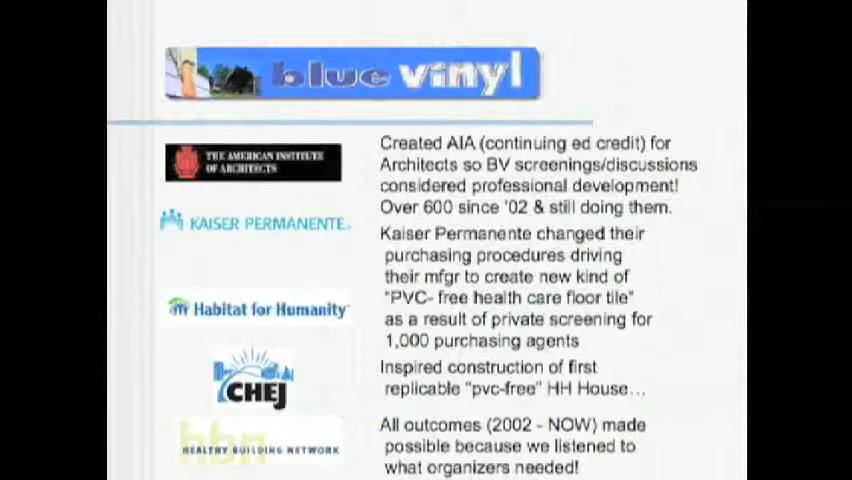 blue vinyl
THE AMERICAN INSTITUTE
OF ARCHITECTS
Created AIA (continuing ed credit) for
Architects so BV screenings/discussions
considered professional development!
Over 600 since '02 & still doing them.
KAISER PERMANENTE.
Kaiser Permanente changed their
purchasing procedures driving
their mfgr to create new kind of
"PVC- free health care floor tile"
as a result of private screening for
1,000 purchasing agents
Habitat for Humanity
CHEJ
Inspired construction of first
replicable "pvc-free" HH House...
hbn
HEALTHY BUILDING NETWORK
All outcomes (2002 - NOW) made
possible because we listened to
what organizers needed!